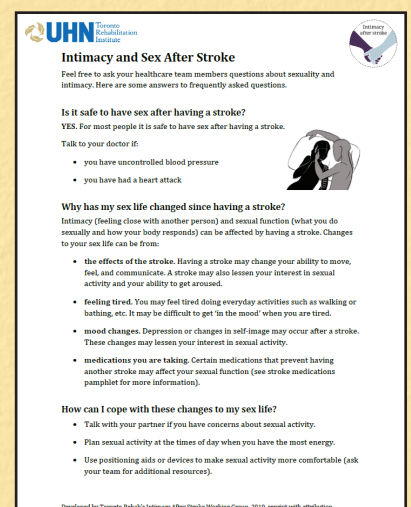 UHN
Toronto
Rehabilitation
Institute
Intimacy
after stroke
Intimacy and Sex After Stroke
Feel free to ask your healthcare team members questions about sexuality and
intimacy. Here are some answers to frequently asked questions.
Is it safe to have sex after having a stroke?
YES. For most people it is safe to have sex after having a stroke.
Talk to your doctor if:
• you have uncontrolled blood pressure
• you have had a heart attack
Why has my sex life changed since having a stroke?
Intimacy (feeling close with another person) and sexual function (what you do
sexually and how your body responds) can be affected by having a stroke. Changes
to your sex life can be from:
• the effects of the stroke. Having a stroke may change your ability to move,
feel, and communicate. A stroke may also lessen your interest in sexual
activity and your ability to get aroused.
• feeling tired. You may feel tired doing everyday activities such as walking or
bathing, etc. It may be difficult to get 'in the mood' when you are tired.
• mood changes. Depression or changes in self-image may occur after a stroke.
These changes may lessen your interest in sexual activity.
• medications you are taking. Certain medications that prevent having
another stroke may affect your sexual function (see stroke medications
pamphlet for more information).
How can I cope with these changes to my sex life?
• Talk with your partner if you have concerns about sexual activity.
• Plan sexual activity at the times of day when you have the most energy.
• Use positioning aids or devices to make sexual activity more comfortable (ask
your team for additional resources).
Developed by Toronto Rehab's Intimacy After Stroke Working Group, 2019, reprint with attribution